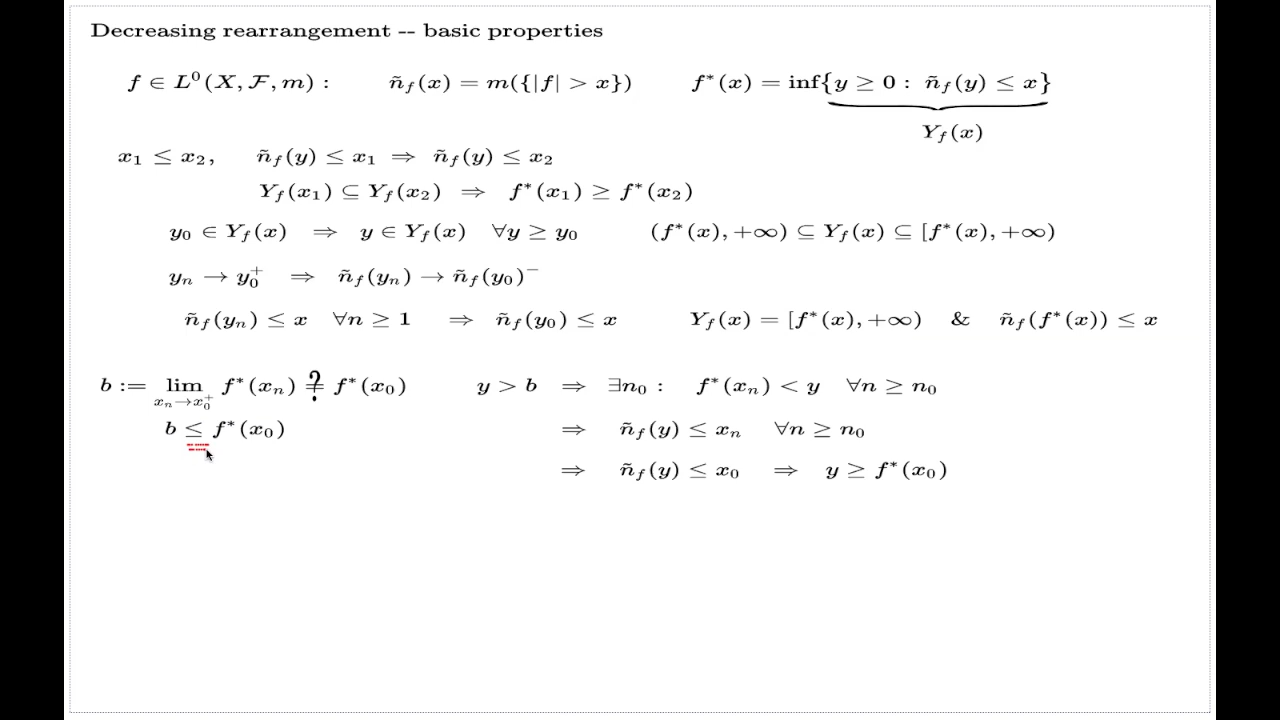 Decreasing rearrangement -- basic properties
f ∈ L⁰(X, ℱ, m) : ñ_f(x) = m({|f| > x}) f*(x) = inf{y ≥ 0 : ñ_f(y) ≤ x}
Y_f(x)
x₁ ≤ x₂, ñ_f(y) ≤ x₁ ⇒ ñ_f(y) ≤ x₂
Y_f(x₁) ⊆ Y_f(x₂) ⇒ f*(x₁) ≥ f*(x₂)
y₀ ∈ Y_f(x) ⇒ y ∈ Y_f(x) ∀y ≥ y₀ (f*(x), +∞) ⊆ Y_f(x) ⊆ [f*(x), +∞)
y_n → y₀⁺ ⇒ ñ_f(y_n) → ñ_f(y₀)⁻
ñ_f(y_n) ≤ x ∀n ≥ 1 ⇒ ñ_f(y₀) ≤ x Y_f(x) = [f*(x), +∞) & ñ_f(f*(x)) ≤ x
b := lim_{x_n→x₀⁺} f*(x_n) =? f*(x₀) y > b ⇒ ∃n₀ : f*(x_n) < y ∀n ≥ n₀
b ≤ f*(x₀) ⇒ ñ_f(y) ≤ x_n ∀n ≥ n₀
⇒ ñ_f(y) ≤ x₀ ⇒ y ≥ f*(x₀)